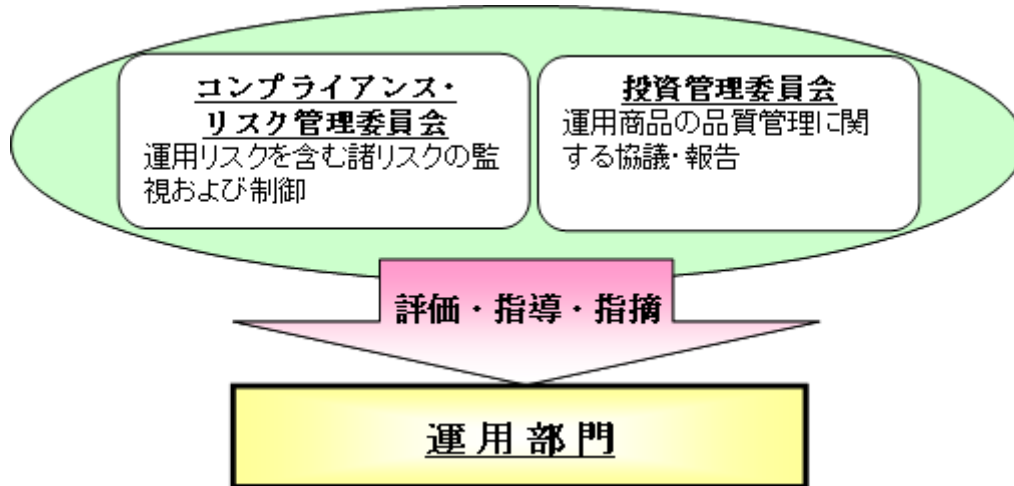 コンプライアンス・
リスク管理委員会
運用リスクを含む諸リスクの監
視および制御
投資管理委員会
運用商品の品質管理に関
する協議・報告
評価・指導・指摘
運用部門